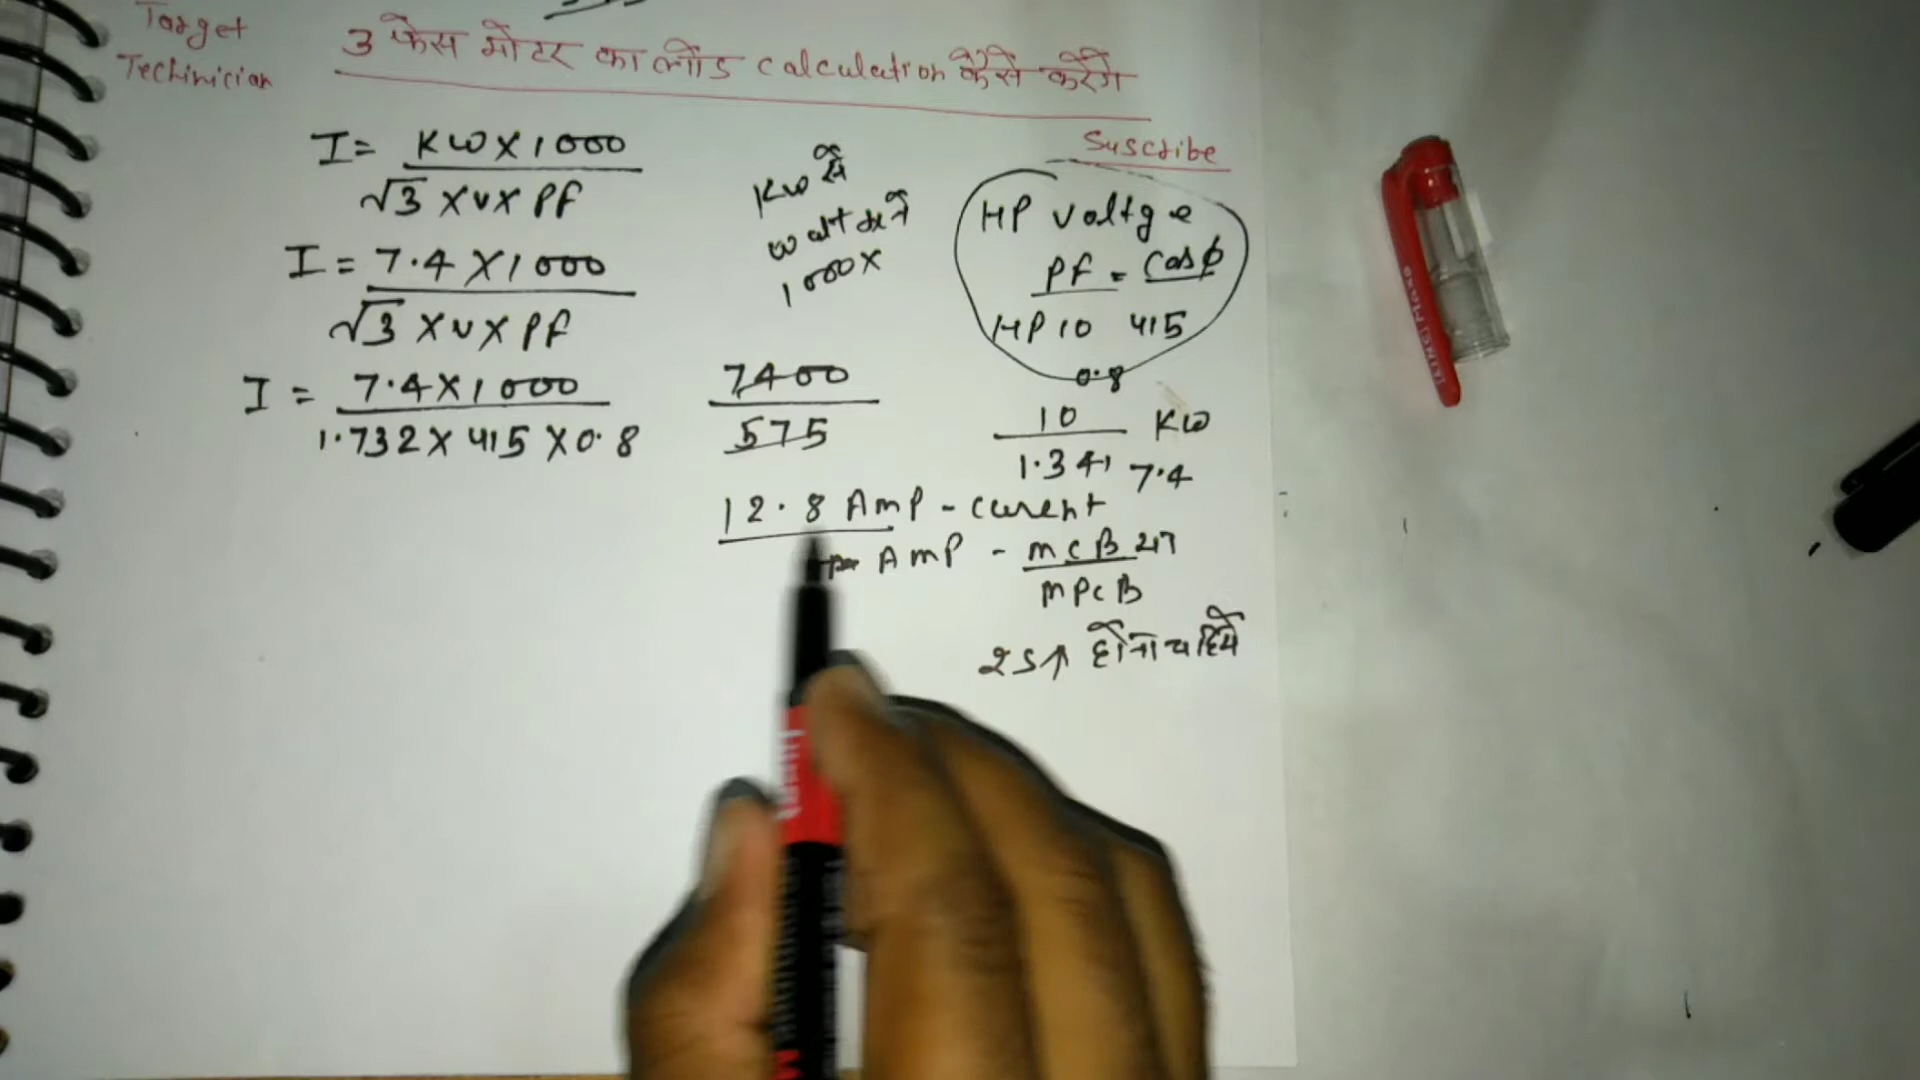 Target
Techinician
3 फेस मोटर का लोड calculation कैसे करेंगे
Suscribe
I = KW X 1000
√3 X V X PF
I = 7.4 X 1000
√3 X V X PF
I = 7.4 X 1000
1.732 X 415 X 0.8
KW से
watt
1000 X
7400
575
HP voltge
PF = cosϕ
HP 10 415
0.8
10 KW
1.341 7.4
12.8 Amp - curent
Amp - MCB या
MPCB
25↑ होना चहिये